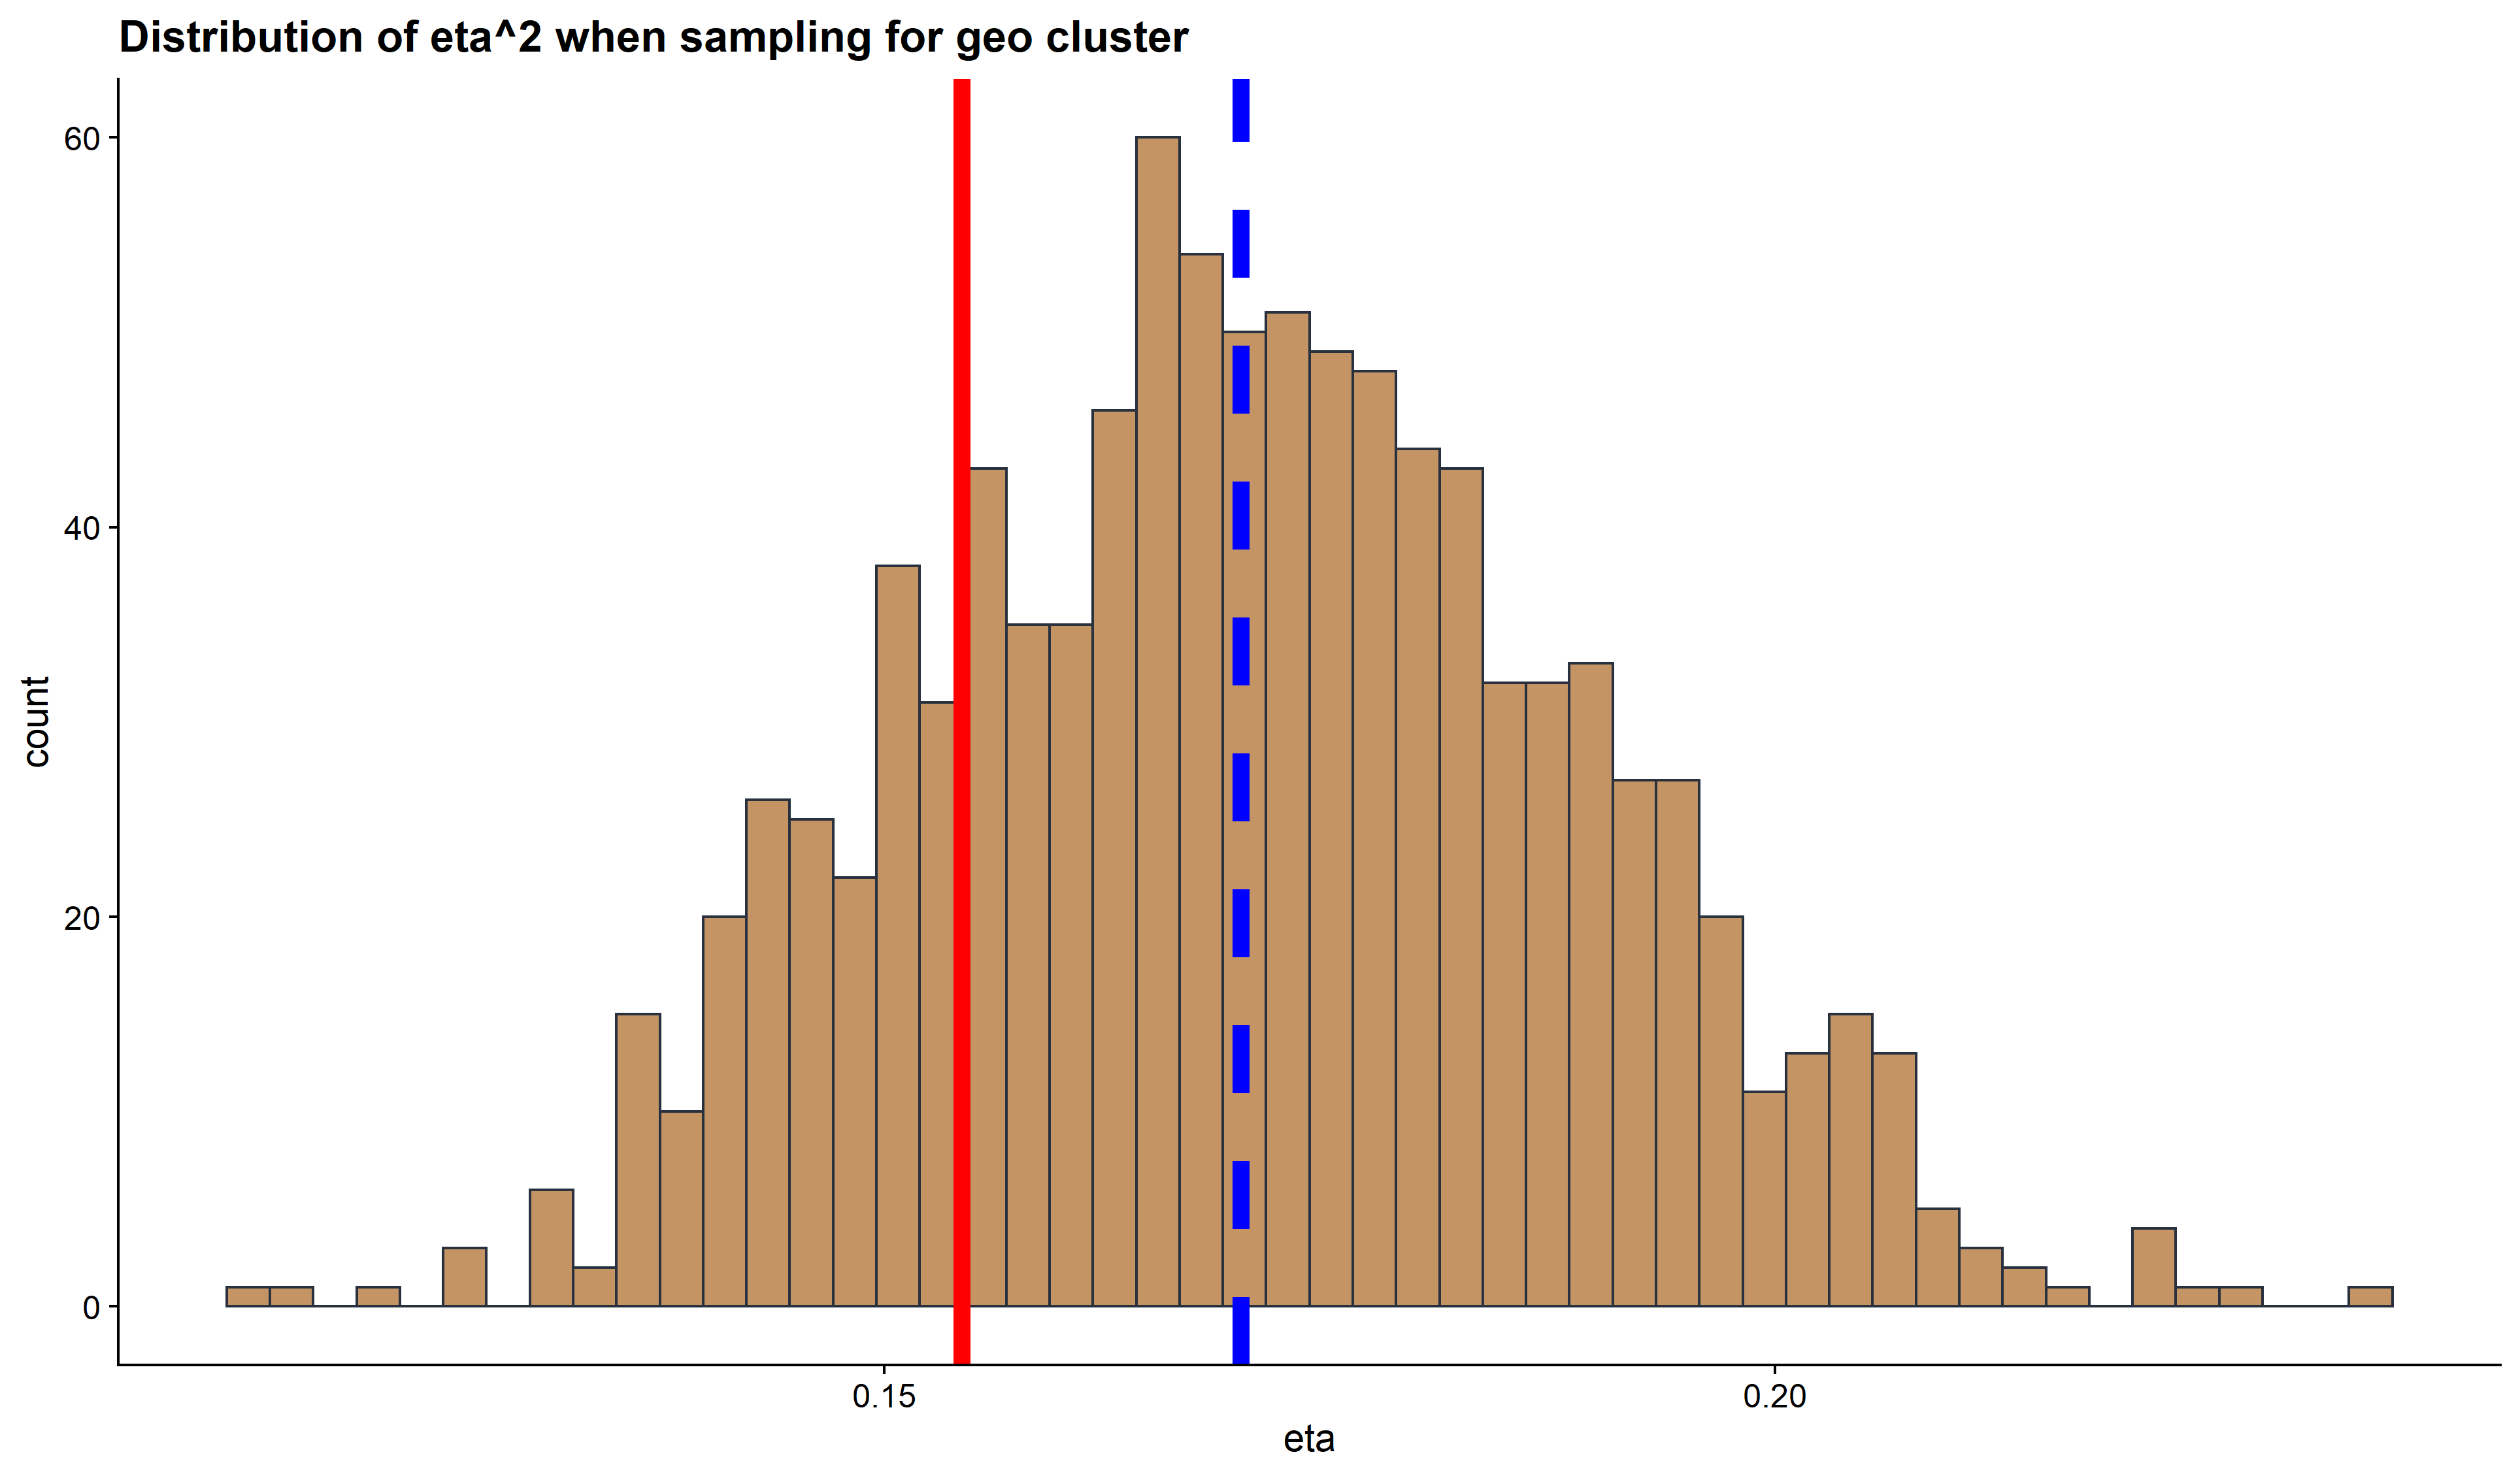 Distribution of eta^2 when sampling for geo cluster
60
40
20
0
count
0.15
0.20
eta